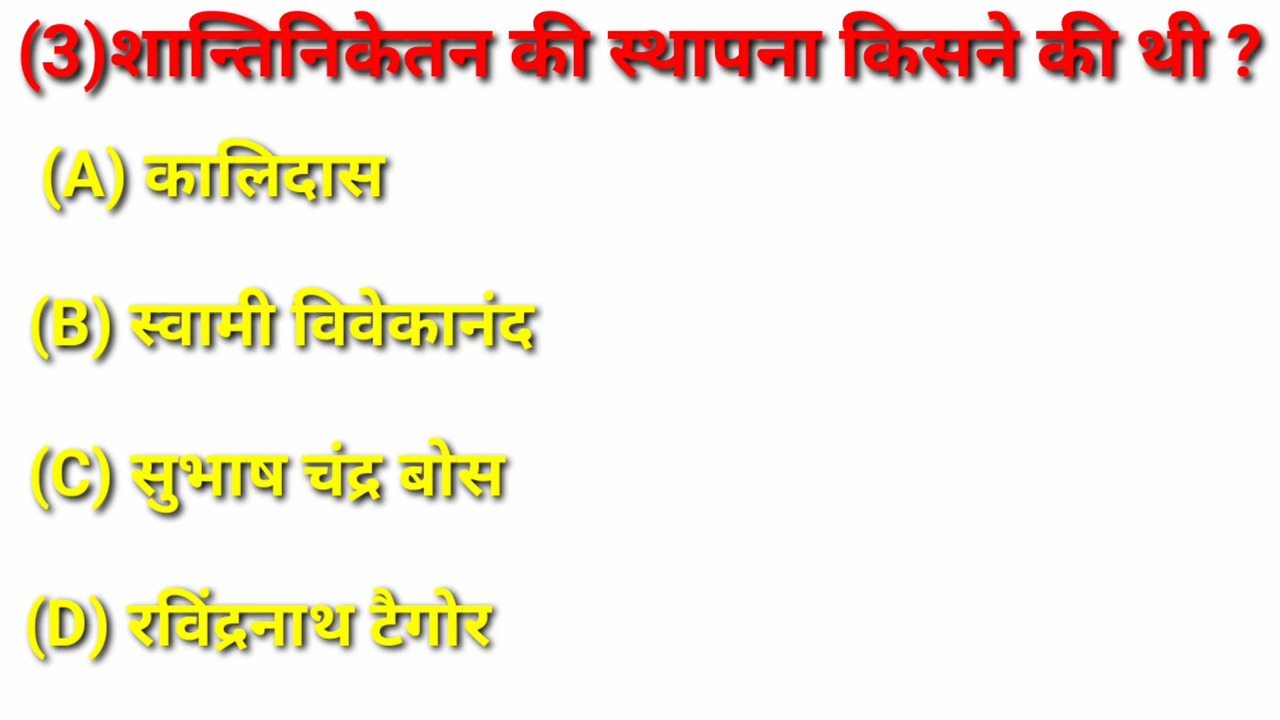 (3)शान्तिनिकेतन की स्थापना किसने की थी ?
(A) कालिदास
(B) स्वामी विवेकानंद
(C) सुभाष चंद्र बोस
(D) रविंद्रनाथ टैगोर